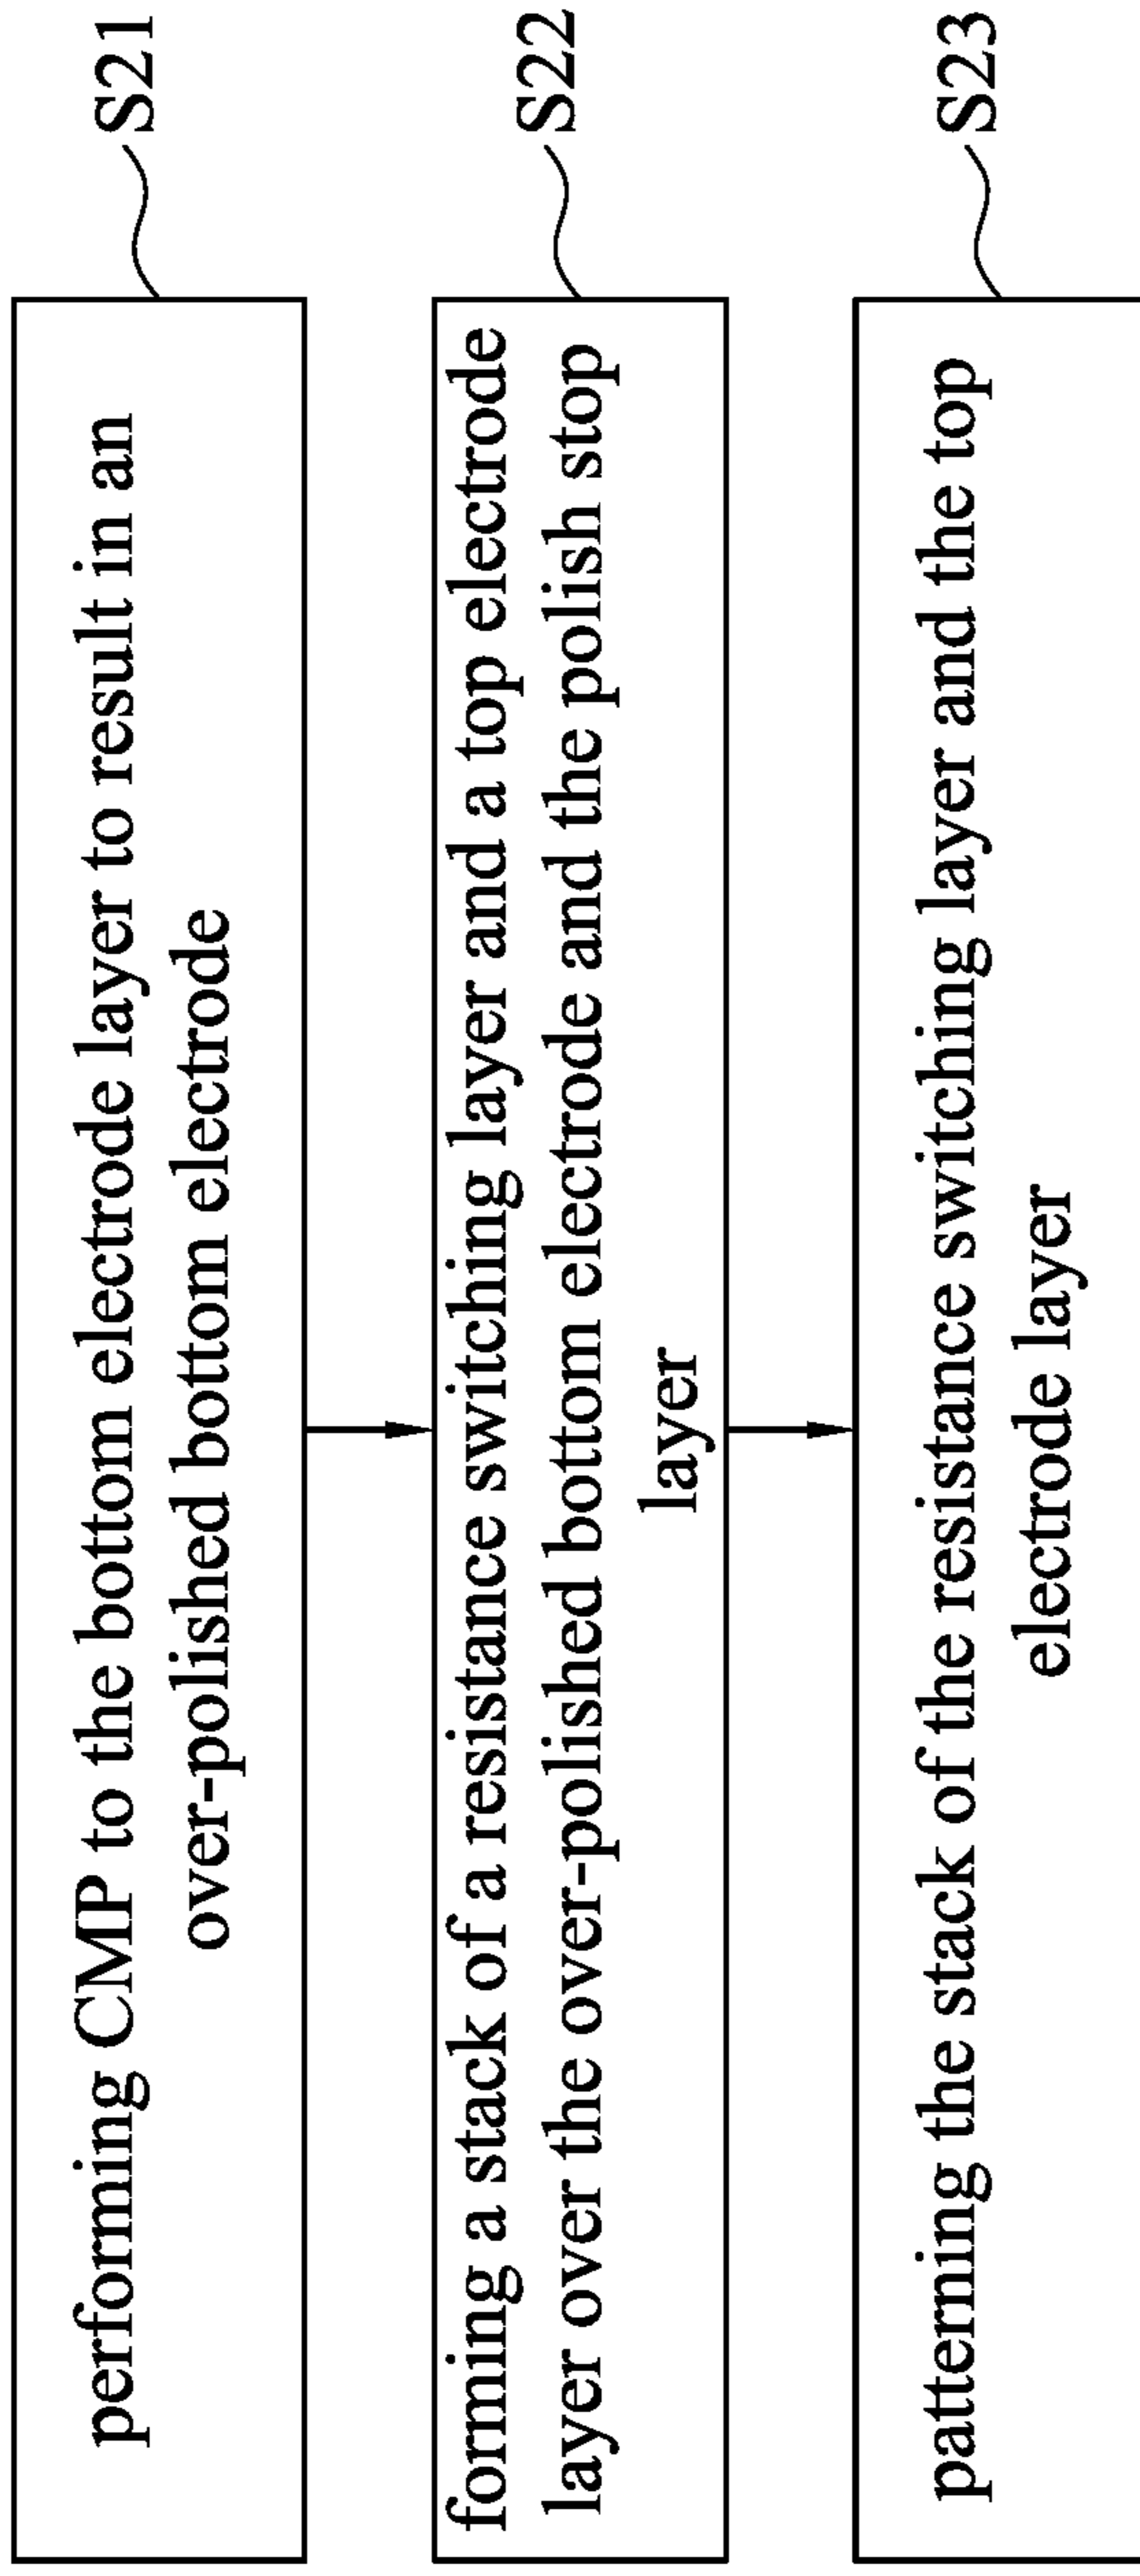 performing CMP to the bottom electrode layer to result in an
over-polished bottom electrode
S21
forming a stack of a resistance switching layer and a top electrode
layer over the over-polished bottom electrode and the polish stop
layer
S22
patterning the stack of the resistance switching layer and the top
electrode layer
S23